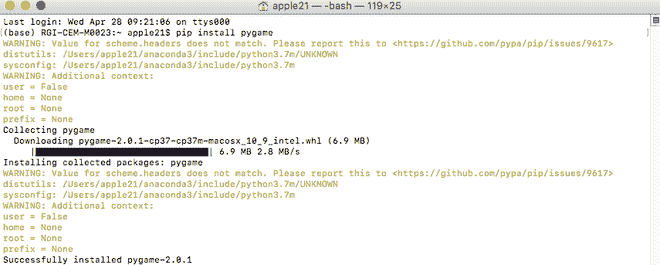 apple21 — -bash — 119×25
Last login: Wed Apr 28 09:21:06 on ttys000
(base) RGI-CEM-M0023:~ apple21$ pip install pygame
WARNING: Value for scheme.headers does not match. Please report this to <https://github.com/pypa/pip/issues/9617>
distutils: /Users/apple21/anaconda3/include/python3.7m/UNKNOWN
sysconfig: /Users/apple21/anaconda3/include/python3.7m
WARNING: Additional context:
user = False
home = None
root = None
prefix = None
Collecting pygame
Downloading pygame-2.0.1-cp37-cp37m-macosx_10_9_intel.whl (6.9 MB)
|████████████████████████████████| 6.9 MB 2.8 MB/s
Installing collected packages: pygame
WARNING: Value for scheme.headers does not match. Please report this to <https://github.com/pypa/pip/issues/9617>
distutils: /Users/apple21/anaconda3/include/python3.7m/UNKNOWN
sysconfig: /Users/apple21/anaconda3/include/python3.7m
WARNING: Additional context:
user = False
home = None
root = None
prefix = None
Successfully installed pygame-2.0.1